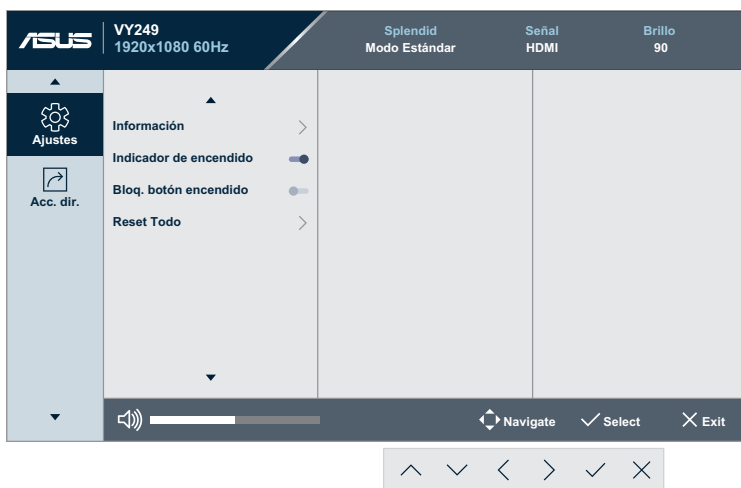 ASUS
VY249
1920x1080 60Hz
Splendid
Modo Estándar
Señal
HDMI
Brillo
90
Ajustes
Acc. dir.
Información
Indicador de encendido
Bloq. botón encendido
Reset Todo
Navigate
Select
Exit